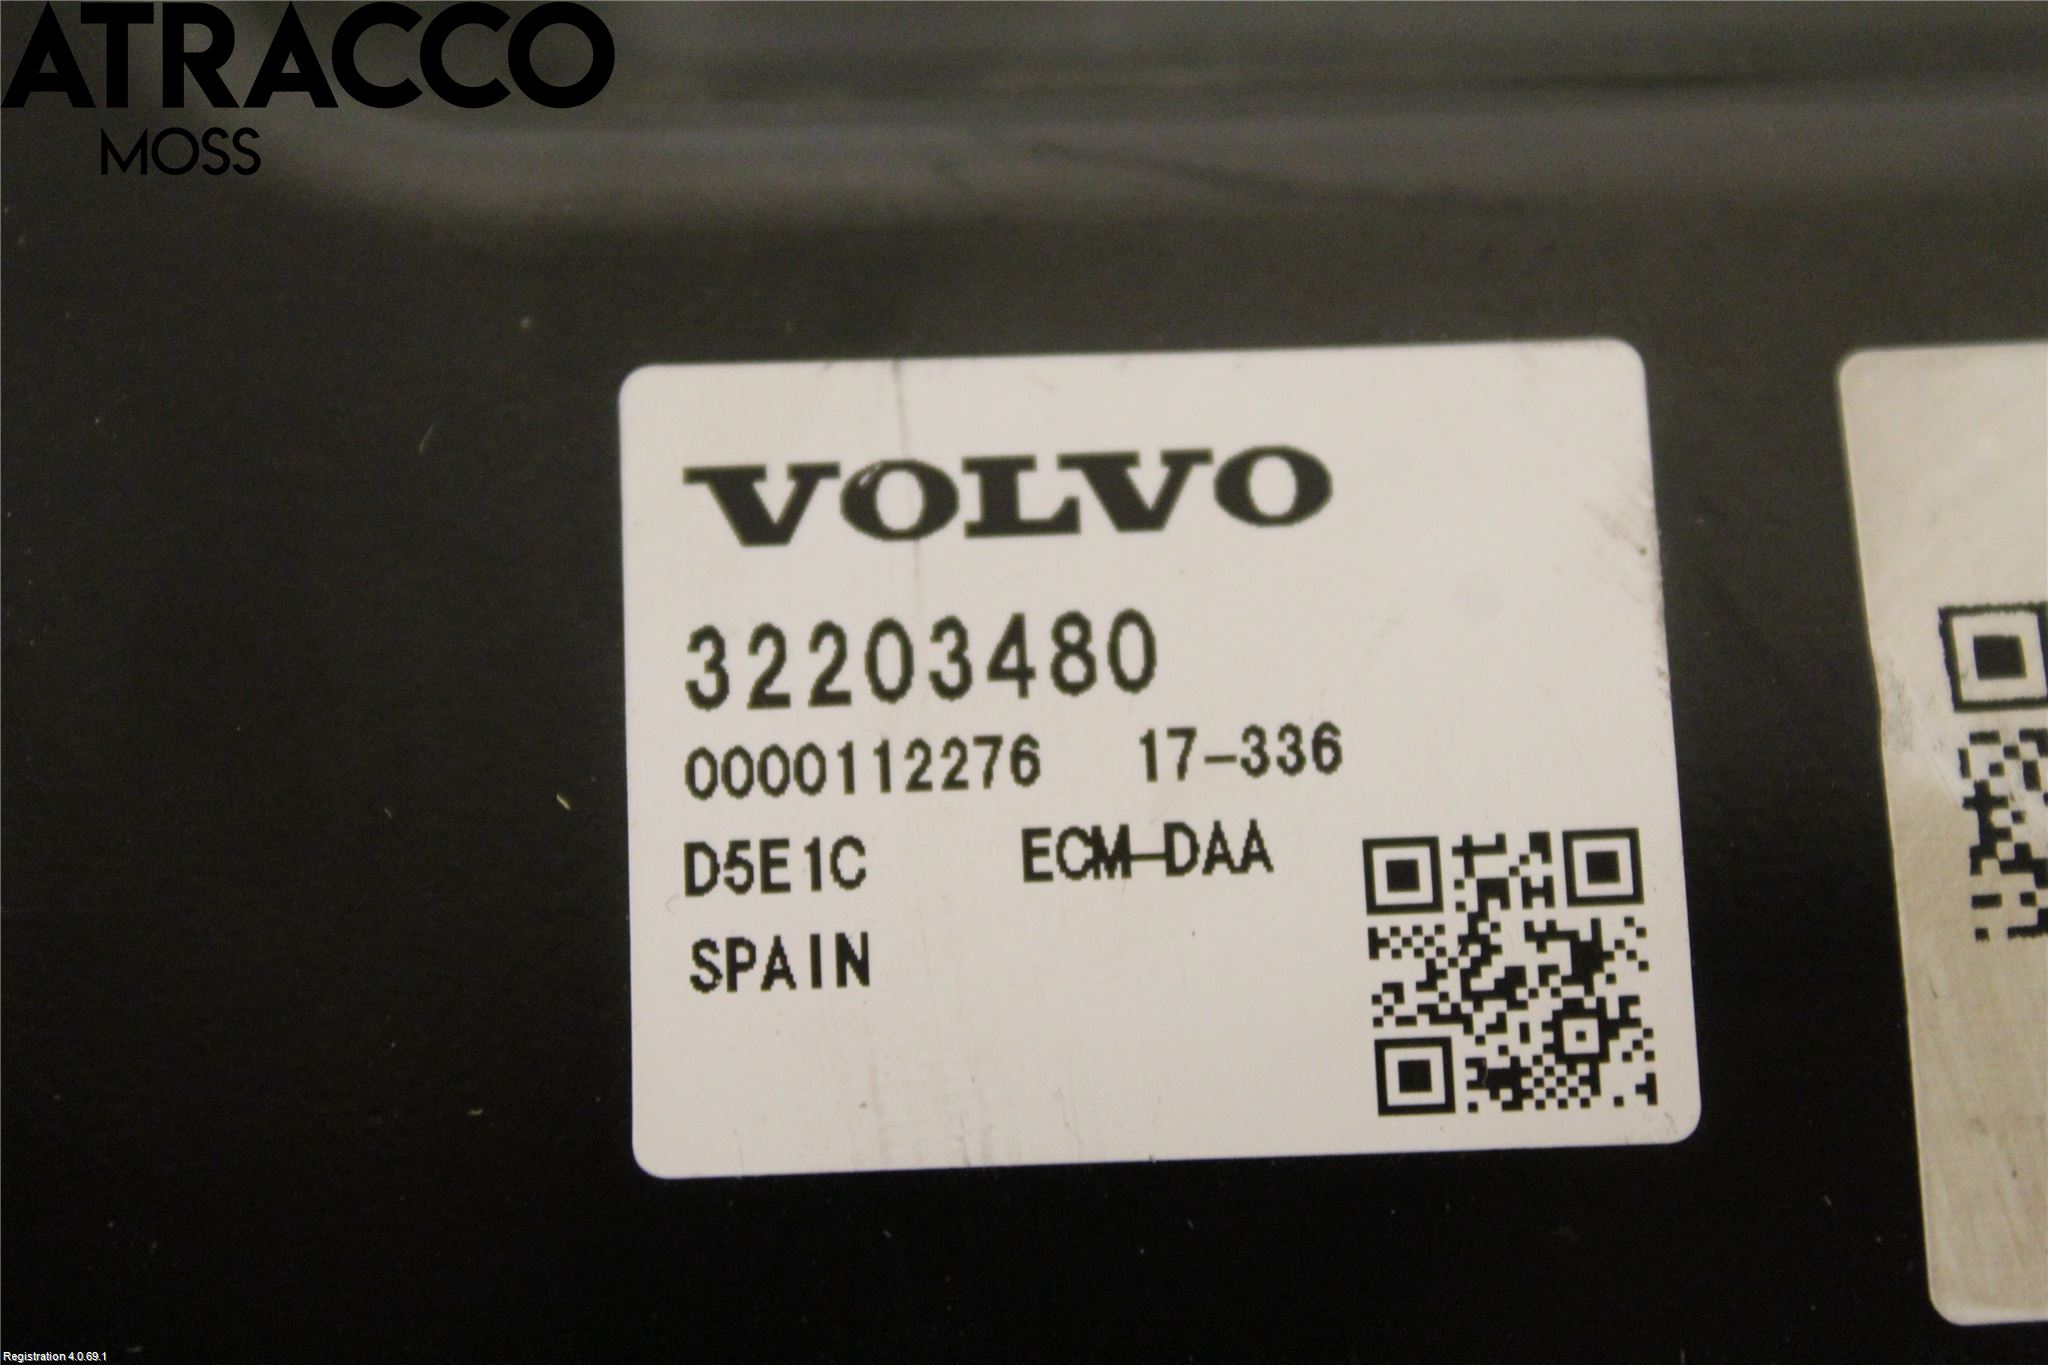 ATRACCO
MOSS
VOLVO
32203480
0000112276 17-336
D5E1C ECM-DAA
SPAIN
Registration 4.0.69.1